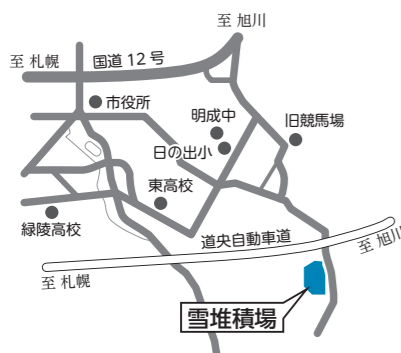 至 旭川
至 札幌
国道 12 号
市役所
明成中
旧競馬場
日の出小
東高校
緑陵高校
道央自動車道
至 旭川
至 札幌
雪堆積場